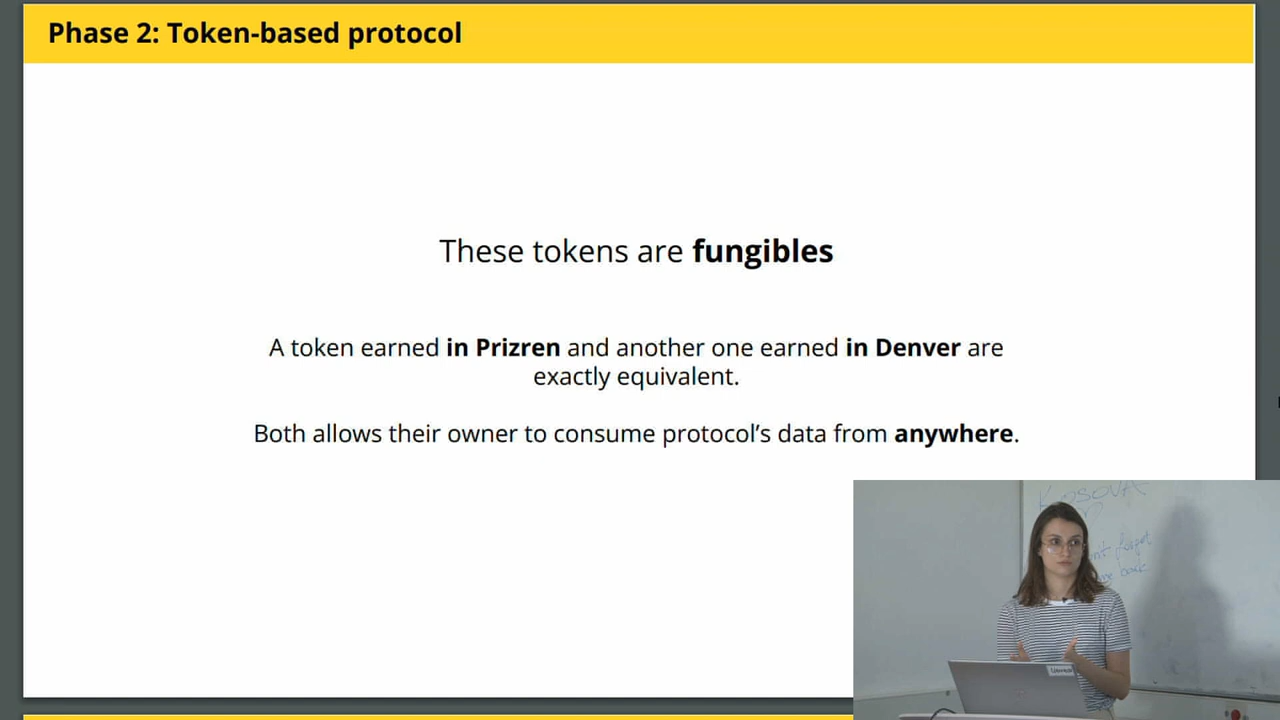 Phase 2: Token-based protocol
These tokens are fungibles
A token earned in Prizren and another one earned in Denver are
exactly equivalent.
Both allows their owner to consume protocol’s data from anywhere.
KOSOVA